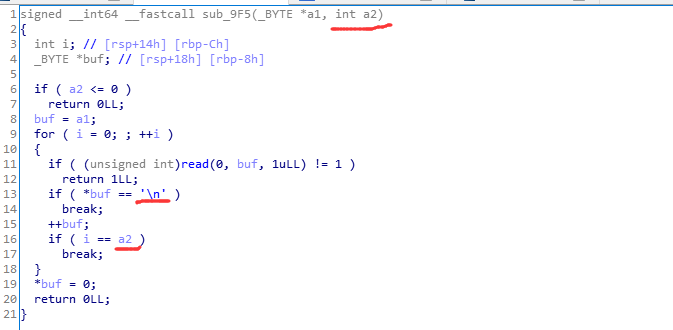 1 signed __int64 __fastcall sub_9F5(_BYTE *a1, int a2)
2 {
3   int i; // [rsp+14h] [rbp-Ch]
4   _BYTE *buf; // [rsp+18h] [rbp-8h]
5
6   if ( a2 <= 0 )
7     return 0LL;
8   buf = a1;
9   for ( i = 0; ; ++i )
10   {
11     if ( (unsigned int)read(0, buf, 1uLL) != 1 )
12       return 1LL;
13     if ( *buf == '\n' )
14       break;
15     ++buf;
16     if ( i == a2 )
17       break;
18   }
19   *buf = 0;
20   return 0LL;
21 }